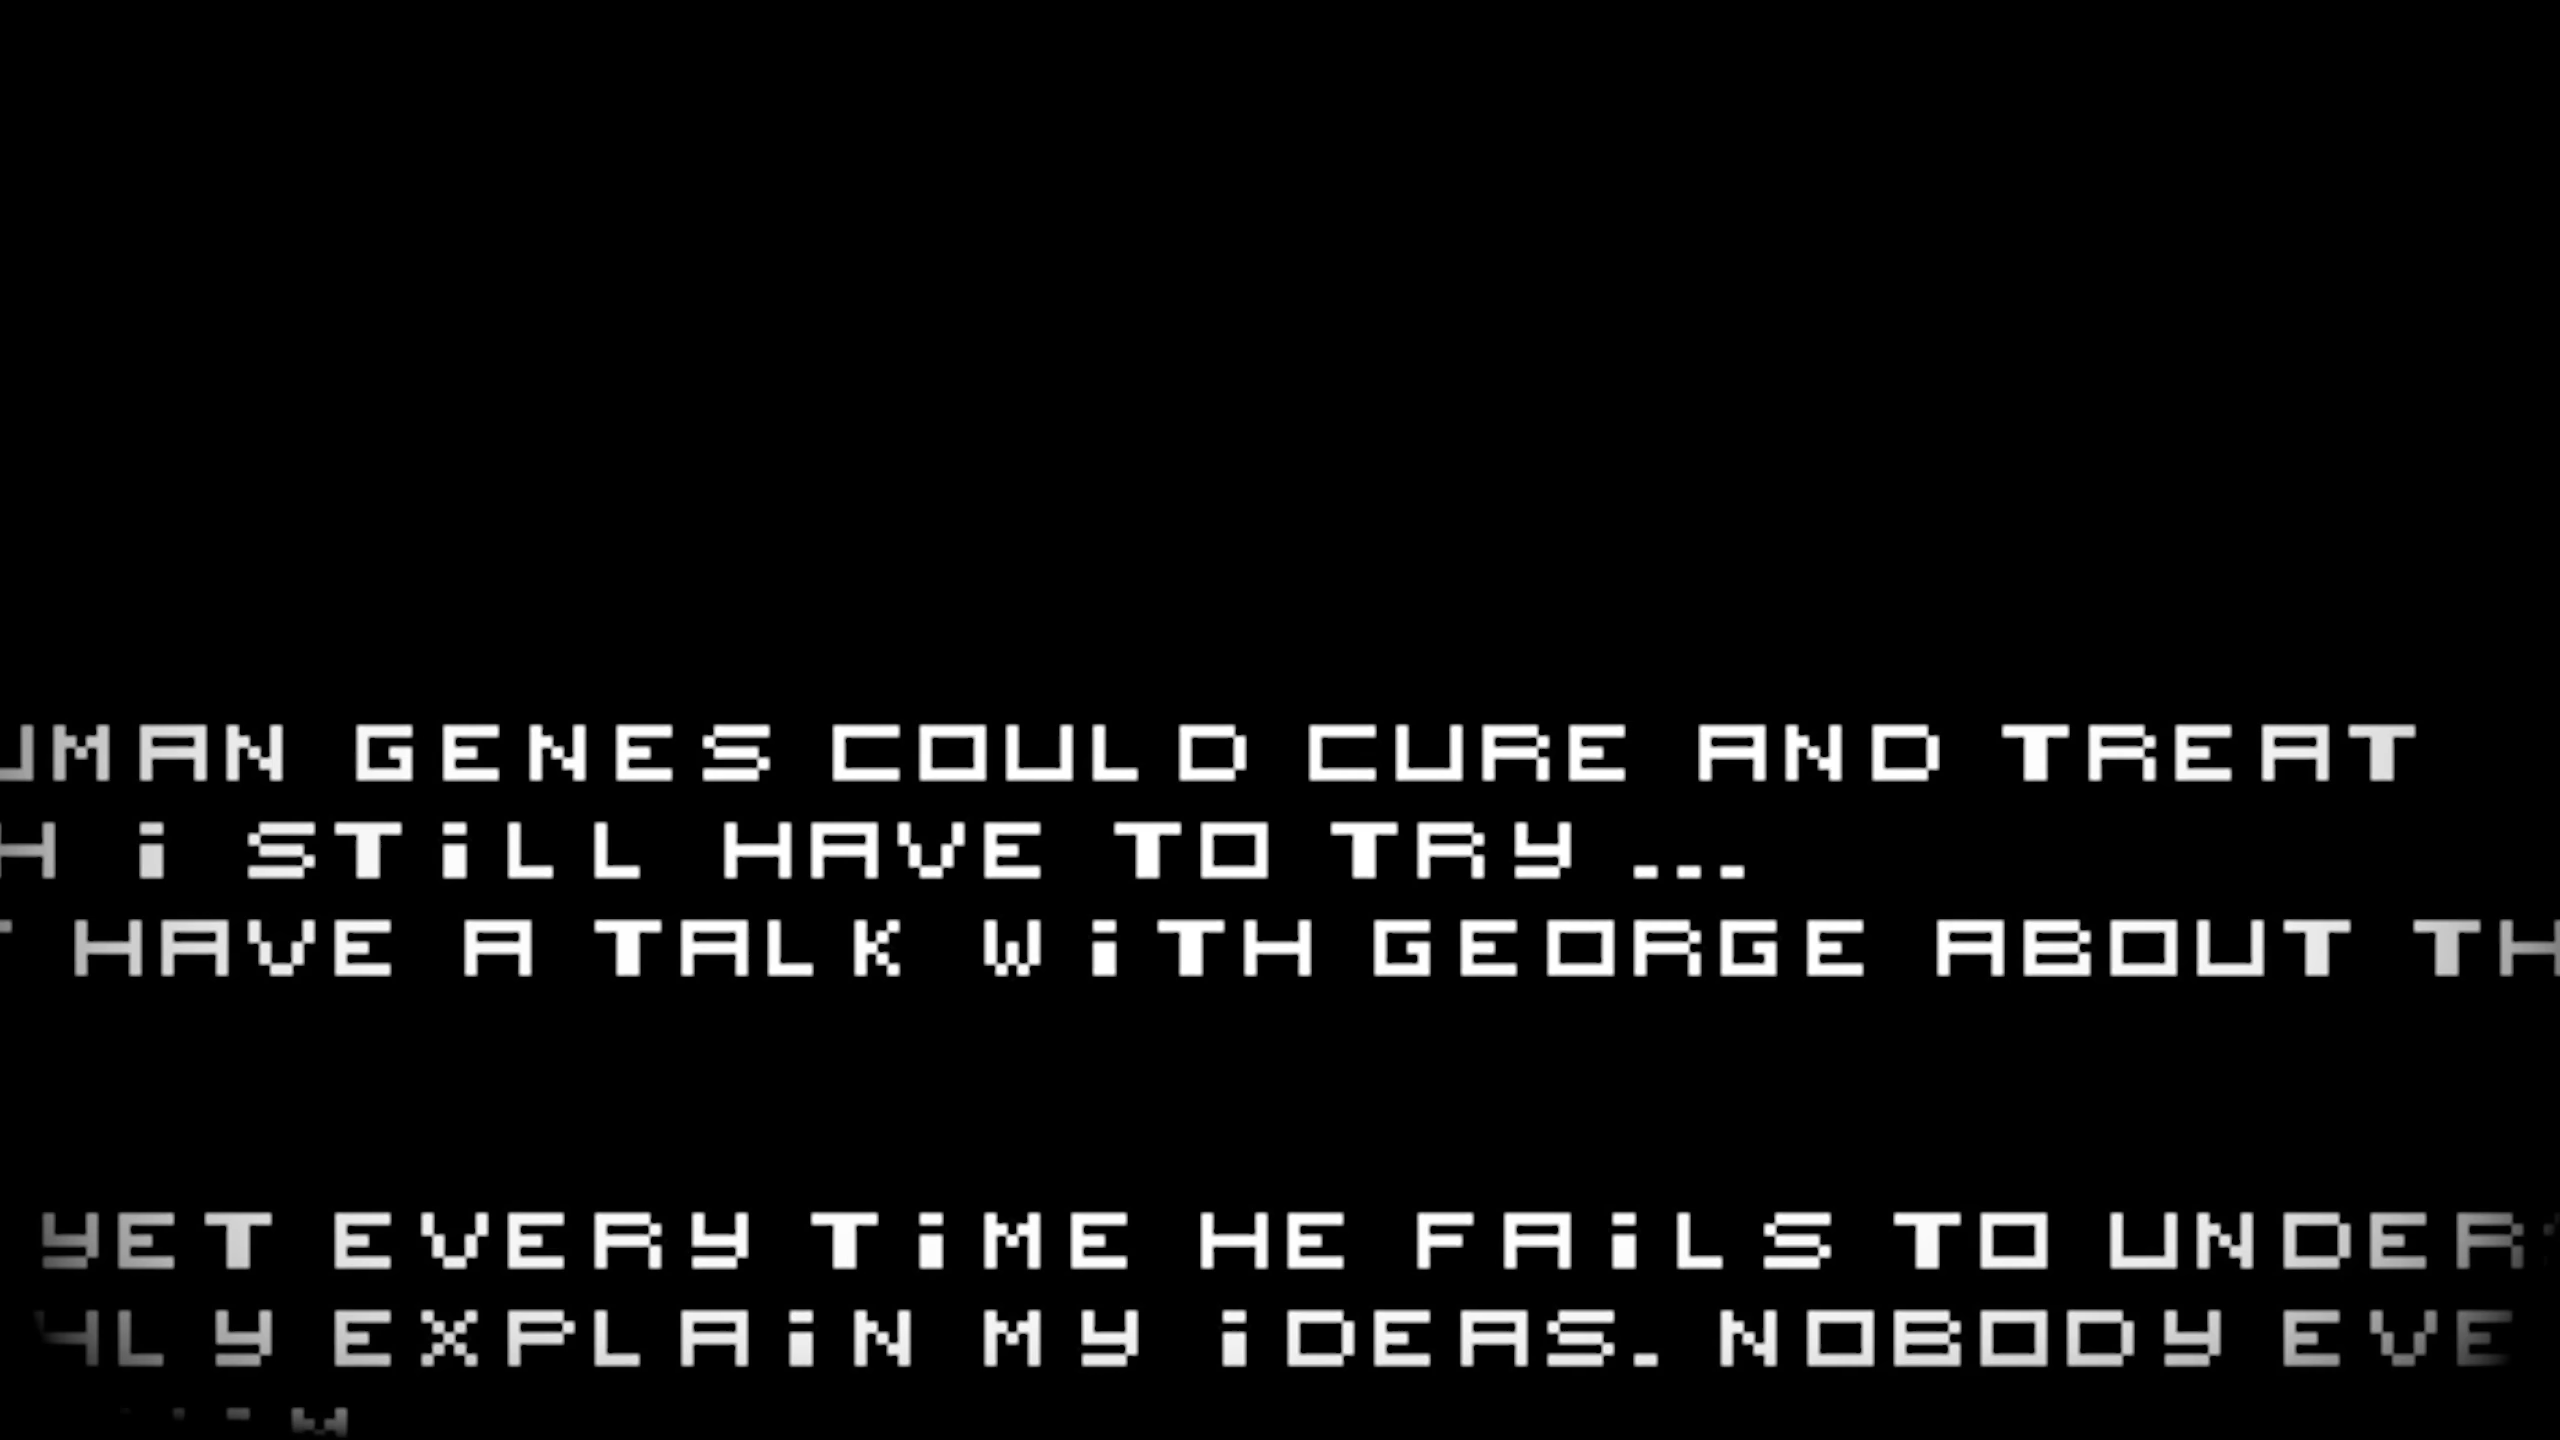 UMAN GENES COULD CURE AND TREAT
H i STiLL HAVE TO TRY ...
HAVE A TALK WiTH GEORGE ABOUT TH
YET EVERY TiME HE FAiLS TO UNDER
HLY EXPLAiN MY iDEAS. NOBODY EVE